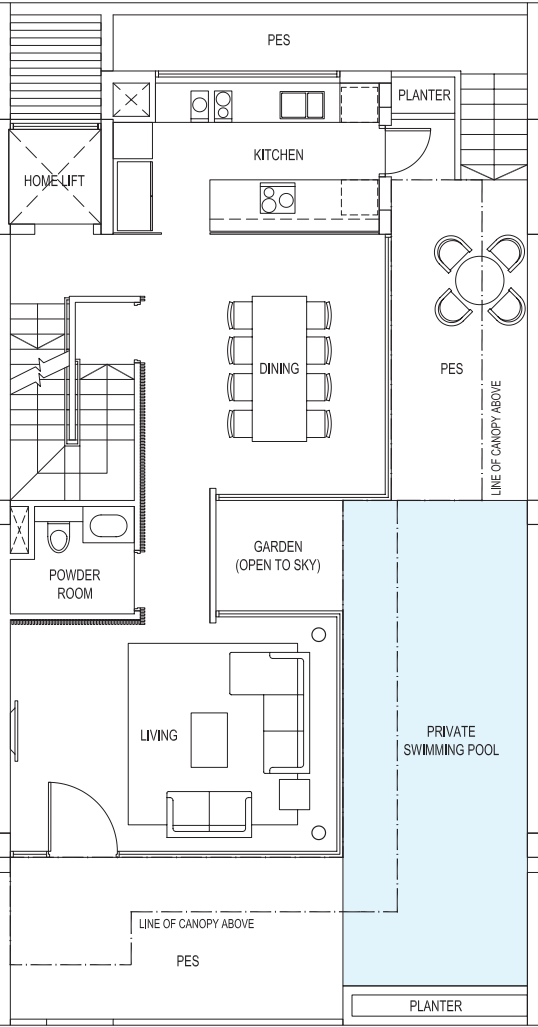 PES
PLANTER
KITCHEN
HOME LIFT
DINING
PES
LINE OF CANOPY ABOVE
GARDEN
(OPEN TO SKY)
POWDER
ROOM
LIVING
PRIVATE
SWIMMING POOL
LINE OF CANOPY ABOVE
PES
PLANTER